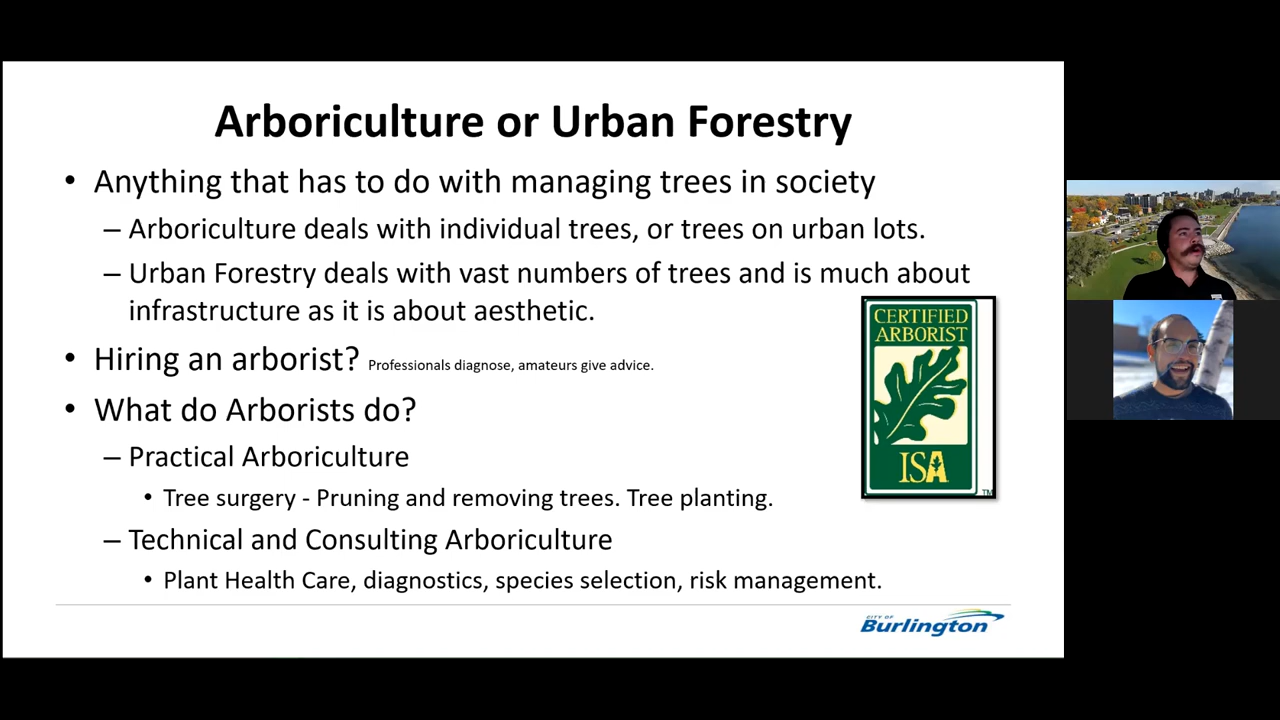 Arboriculture or Urban Forestry
• Anything that has to do with managing trees in society
– Arboriculture deals with individual trees, or trees on urban lots.
– Urban Forestry deals with vast numbers of trees and is much about
infrastructure as it is about aesthetic.
• Hiring an arborist? Professionals diagnose, amateurs give advice.
• What do Arborists do?
– Practical Arboriculture
• Tree surgery - Pruning and removing trees. Tree planting.
– Technical and Consulting Arboriculture
• Plant Health Care, diagnostics, species selection, risk management.
CERTIFIED
ARBORIST
ISA
TM
CITY OF
Burlington